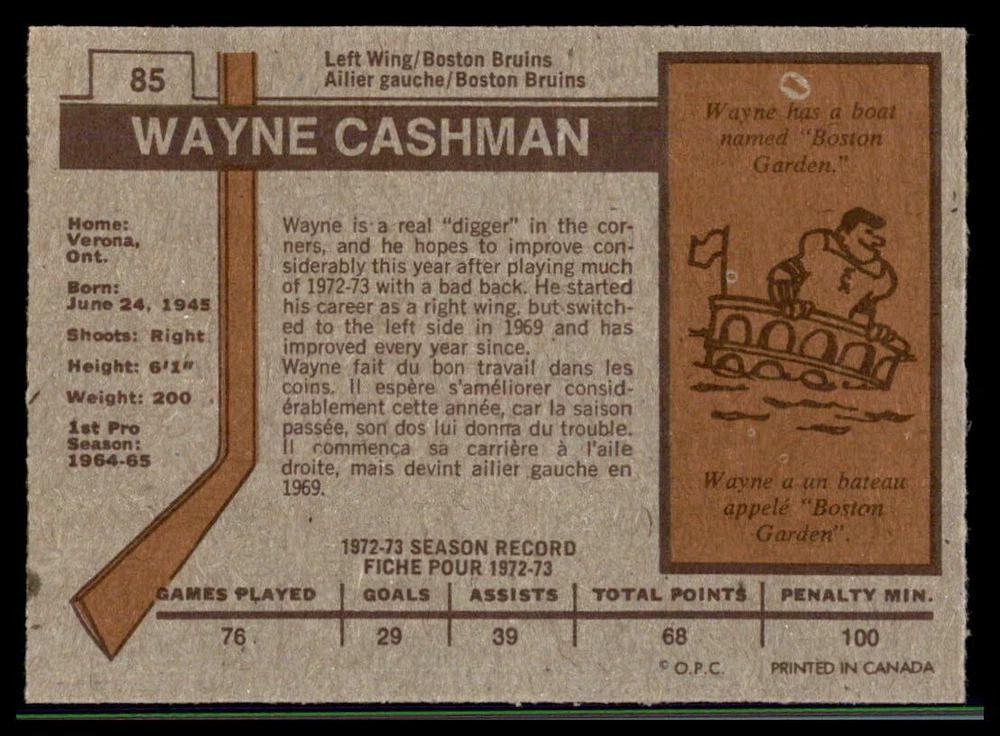 85
Left Wing/Boston Bruins
Ailier gauche/Boston Bruins
WAYNE CASHMAN
Home:
Verona,
Ont.
Born:
June 24, 1945
Shoots: Right
Height: 6'1"
Weight: 200
1st Pro
Season:
1964-65
Wayne is a real "digger" in the cor-
ners, and he hopes to improve con-
siderably this year after playing much
of 1972-73 with a bad back. He started
his career as a right wing, but switch-
ed to the left side in 1969 and has
improved every year since.
Wayne fait du bon travail dans les
coins. Il espère s'améliorer consid-
érablement cette année, car la saison
passée, son dos lui donna du trouble.
Il commença sa carrière à l'aile
droite, mais devint ailier gauche en
1969.
Wayne has a boat
named "Boston
Garden."
Wayne a un bateau
appelé "Boston
Garden".
1972-73 SEASON RECORD
FICHE POUR 1972-73
GAMES PLAYED GOALS ASSISTS TOTAL POINTS PENALTY MIN.
76 29 39 68 100
© O.P.C. PRINTED IN CANADA